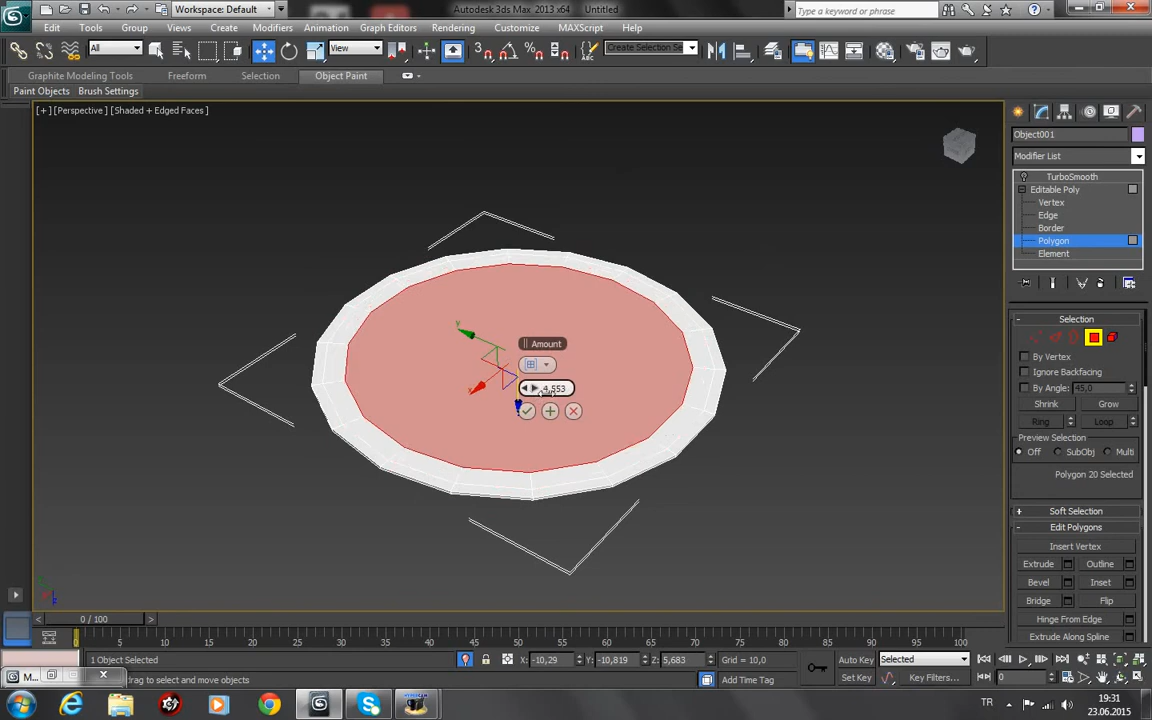 Workspace: Default
Autodesk 3ds Max 2013 x64
Untitled
Type a keyword or phrase
Edit
Tools
Group
Views
Create
Modifiers
Animation
Graph Editors
Rendering
Customize
MAXScript
Help
All
View
Create Selection Se
Graphite Modeling Tools
Freeform
Selection
Object Paint
Paint Objects
Brush Settings
[ + ] [Perspective ] [Shaded + Edged Faces ]
Object001
Modifier List
TurboSmooth
Editable Poly
Vertex
Edge
Border
Polygon
Element
y
x
Amount
4,553
- Selection
By Vertex
Ignore Backfacing
By Angle: 45,0
Shrink
Grow
Ring
Loop
Preview Selection
Off
SubObj
Multi
Polygon 20 Selected
+ Soft Selection
- Edit Polygons
Insert Vertex
Extrude
Outline
Bevel
Inset
Bridge
Flip
Hinge From Edge
Extrude Along Spline
< 0 / 100 >
0 5 10 15 20 25 30 35 40 45 50 55 60 65 70 75 80 85 90 95 100
1 Object Selected
X: -10,29
Y: -10,819
Z: 5,683
Grid = 10,0
Auto Key
Selected
M...
drag to select and move objects
Add Time Tag
Set Key
Key Filters...
0
TR
19:31
23.06.2015